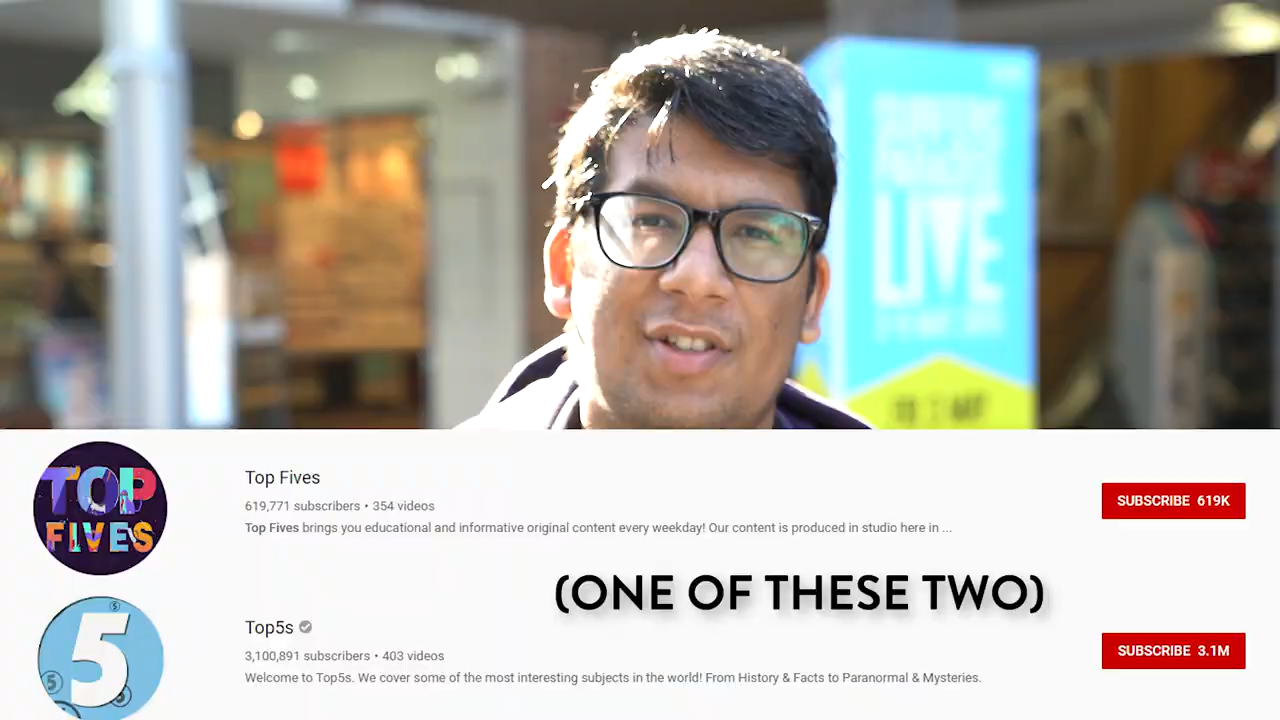 LIVE
TOP
FIVES
Top Fives
619,771 subscribers • 354 videos
Top Fives brings you educational and informative original content every weekday! Our content is produced in studio here in ...
SUBSCRIBE 619K
(ONE OF THESE TWO)
5
5
5
5
Top5s
3,100,891 subscribers • 403 videos
Welcome to Top5s. We cover some of the most interesting subjects in the world! From History & Facts to Paranormal & Mysteries.
SUBSCRIBE 3.1M